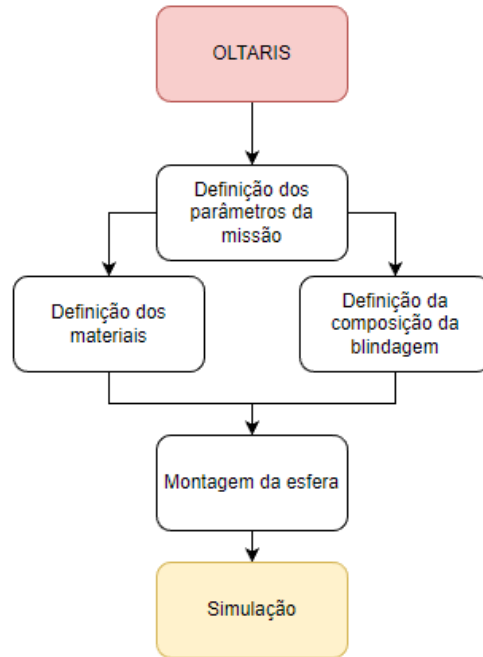 OLTARIS
Definição dos
parâmetros da
missão
Definição dos
materiais
Definição da
composição da
blindagem
Montagem da esfera
Simulação